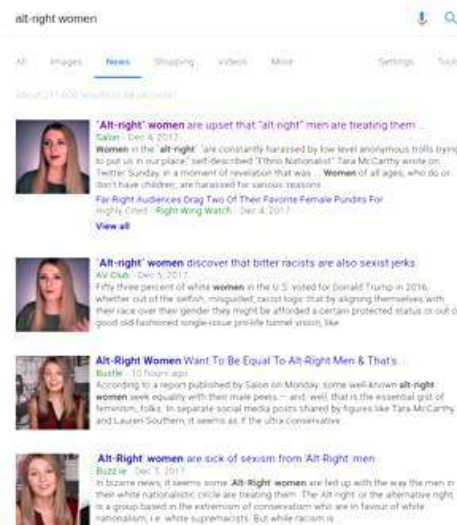 alt-right women
All Images News Shopping Videos More Settings Tools
"Alt-right" women are upset that "alt-right" men are treating them ...
Salon - Dec 4, 2017
Women in the "alt-right" "are constantly harassed by low level anonymous trolls trying
to put us in our place," self-described "Ethno Nationalist" Tara McCarthy wrote on
Twitter Sunday, in a moment of revelation that was ... Women of all ages, who do or
don't have children, are harassed for various reasons
Far Right Audiences Drag Two Of Their Favorite Female Pundits For
Highly Cited - Right Wing Watch - Dec 4, 2017
View all
"Alt-right" women discover that bitter racists are also sexist jerks
AV Club - Dec 5, 2017
Fifty three percent of white women in the U.S. voted for Donald Trump in 2016,
whether out of the selfish, misguided, racist logic that by aligning themselves with
their race over their gender they might be afforded a certain protected status or out o
good old-fashioned single-issue pro-life tunnel vision, like
Alt-Right Women Want To Be Equal To Alt-Right Men & That's ...
Bustle - 10 hours ago
According to a report published by Salon on Monday, some well-known alt-right
women seek equality with their male peers — and, well, that is the essential gist of
feminism, folks. In separate social media posts shared by figures like Tara McCarthy
and Lauren Southern, it seems as if the ultra-conservative
'Alt-Right' women are sick of sexism from 'Alt-Right' men
Buzz.ie - Dec 5, 2017
In bizarre news, it seems some 'Alt-Right' women are fed up with the way the men in
their white nationalistic circle are treating them. The Alt-right or the alternative right,
is a group based in the extremism of conservatism who are in favour of white
nationalism, i.e. white supremacists. But while racism is